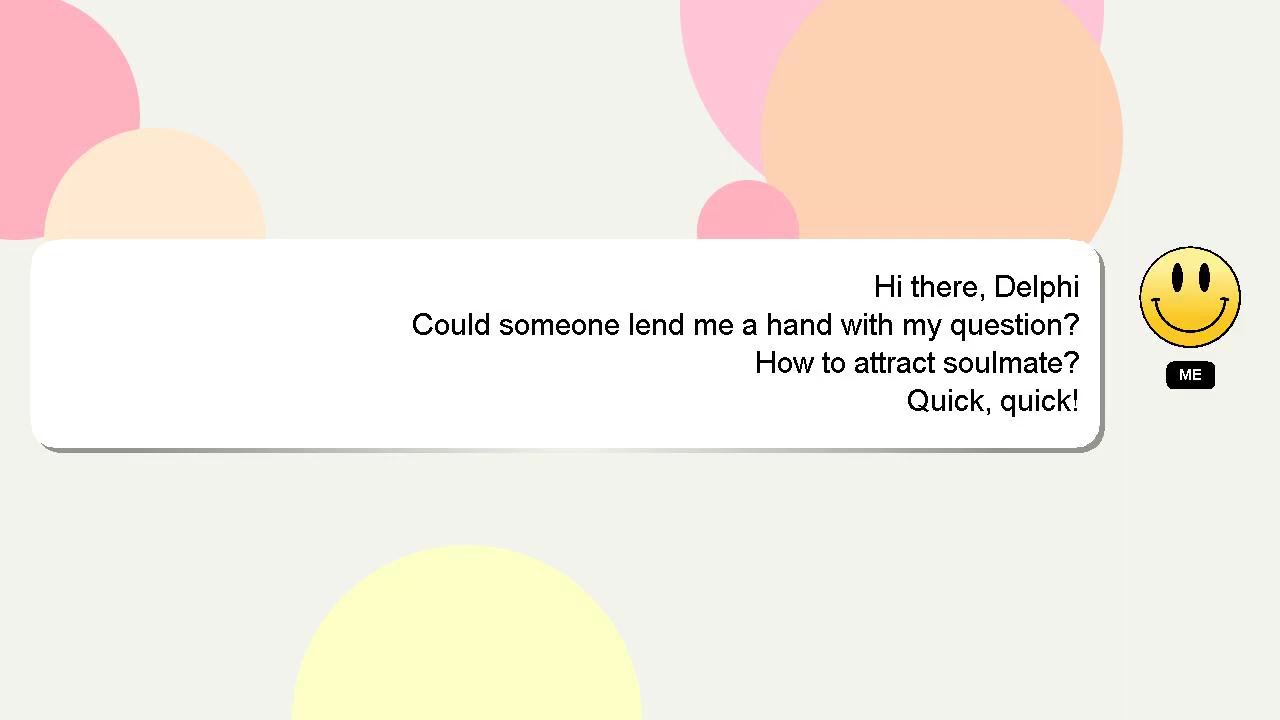 Hi there, Delphi
Could someone lend me a hand with my question?
How to attract soulmate?
Quick, quick!
ME